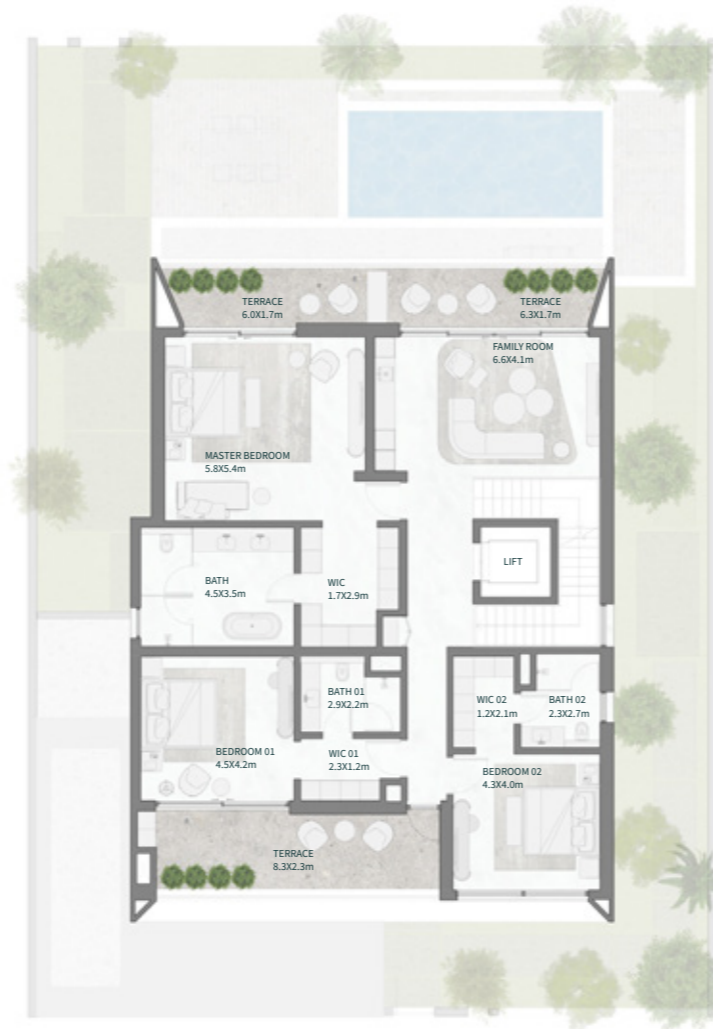 TERRACE
6.0X1.7m
TERRACE
6.3X1.7m
FAMILY ROOM
6.6X4.1m
MASTER BEDROOM
5.8X5.4m
LIFT
BATH
4.5X3.5m
WIC
1.7X2.9m
BATH 01
2.9X2.2m
WIC 02
1.2X2.1m
BATH 02
2.3X2.7m
BEDROOM 01
4.5X4.2m
WIC 01
2.3X1.2m
BEDROOM 02
4.3X4.0m
TERRACE
8.3X2.3m